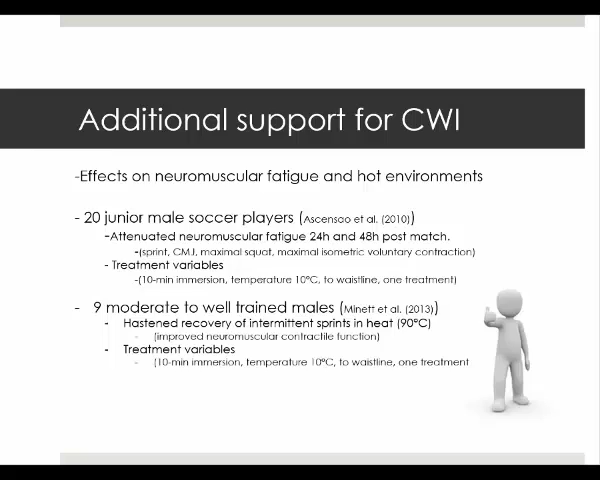 Additional support for CWI
-Effects on neuromuscular fatigue and hot environments
- 20 junior male soccer players (Ascensao et al. (2010))
-Attenuated neuromuscular fatigue 24h and 48h post match.
-(sprint, CMJ, maximal squat, maximal isometric voluntary contraction)
- Treatment variables
-(10-min immersion, temperature 10°C, to waistline, one treatment)
- 9 moderate to well trained males (Minett et al. (2013))
- Hastened recovery of intermittent sprints in heat (90°C)
- (improved neuromuscular contractile function)
- Treatment variables
- (10-min immersion, temperature 10°C, to waistline, one treatment